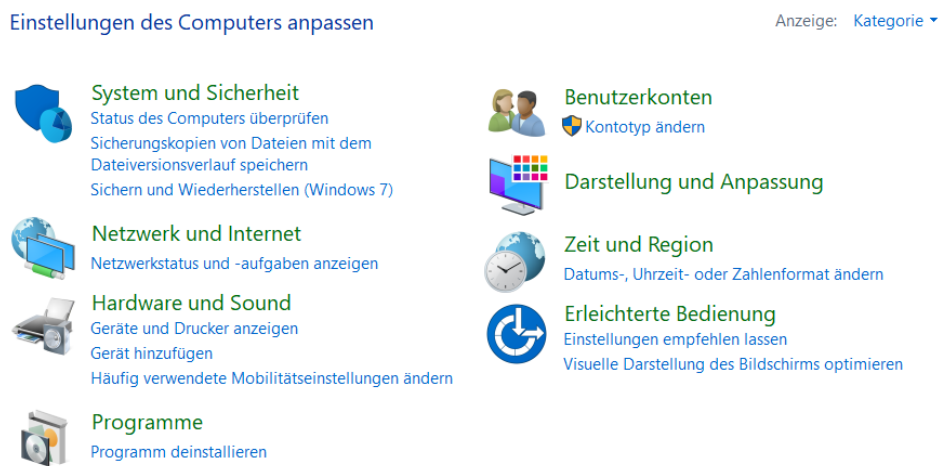 Einstellungen des Computers anpassen
Anzeige: Kategorie
System und Sicherheit
Status des Computers überprüfen
Sicherungskopien von Dateien mit dem
Dateiversionsverlauf speichern
Sichern und Wiederherstellen (Windows 7)
Netzwerk und Internet
Netzwerkstatus und -aufgaben anzeigen
Hardware und Sound
Geräte und Drucker anzeigen
Gerät hinzufügen
Häufig verwendete Mobilitätseinstellungen ändern
Programme
Programm deinstallieren
Benutzerkonten
Kontotyp ändern
Darstellung und Anpassung
Zeit und Region
Datums-, Uhrzeit- oder Zahlenformat ändern
Erleichterte Bedienung
Einstellungen empfehlen lassen
Visuelle Darstellung des Bildschirms optimieren